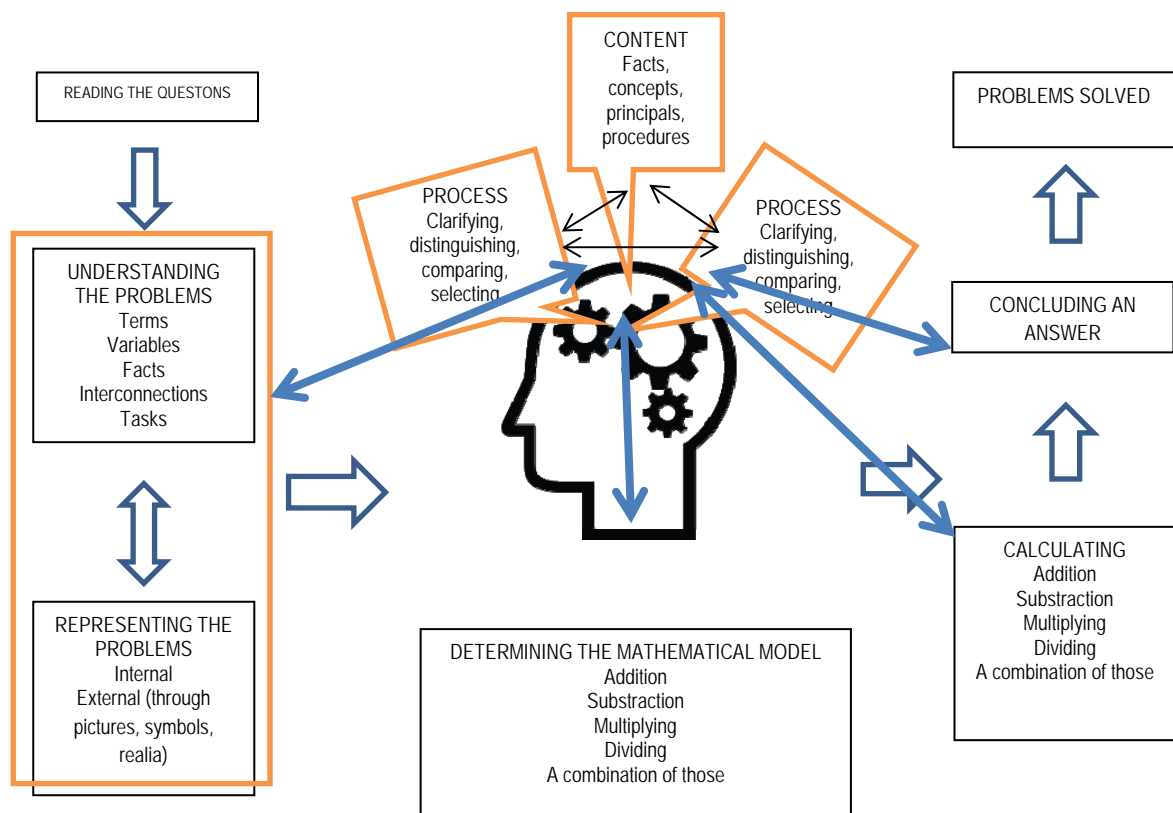 READING THE QUESTONS
UNDERSTANDING
THE PROBLEMS
Terms
Variables
Facts
Interconnections
Tasks
REPRESENTING THE
PROBLEMS
Internal
External (through
pictures, symbols,
realia)
CONTENT
Facts,
concepts,
principals,
procedures
PROCESS
Clarifying,
distinguishing,
comparing,
selecting
PROCESS
Clarifying,
distinguishing,
comparing,
selecting
DETERMINING THE MATHEMATICAL MODEL
Addition
Substraction
Multiplying
Dividing
A combination of those
CALCULATING
Addition
Substraction
Multiplying
Dividing
A combination of those
CONCLUDING AN
ANSWER
PROBLEMS SOLVED